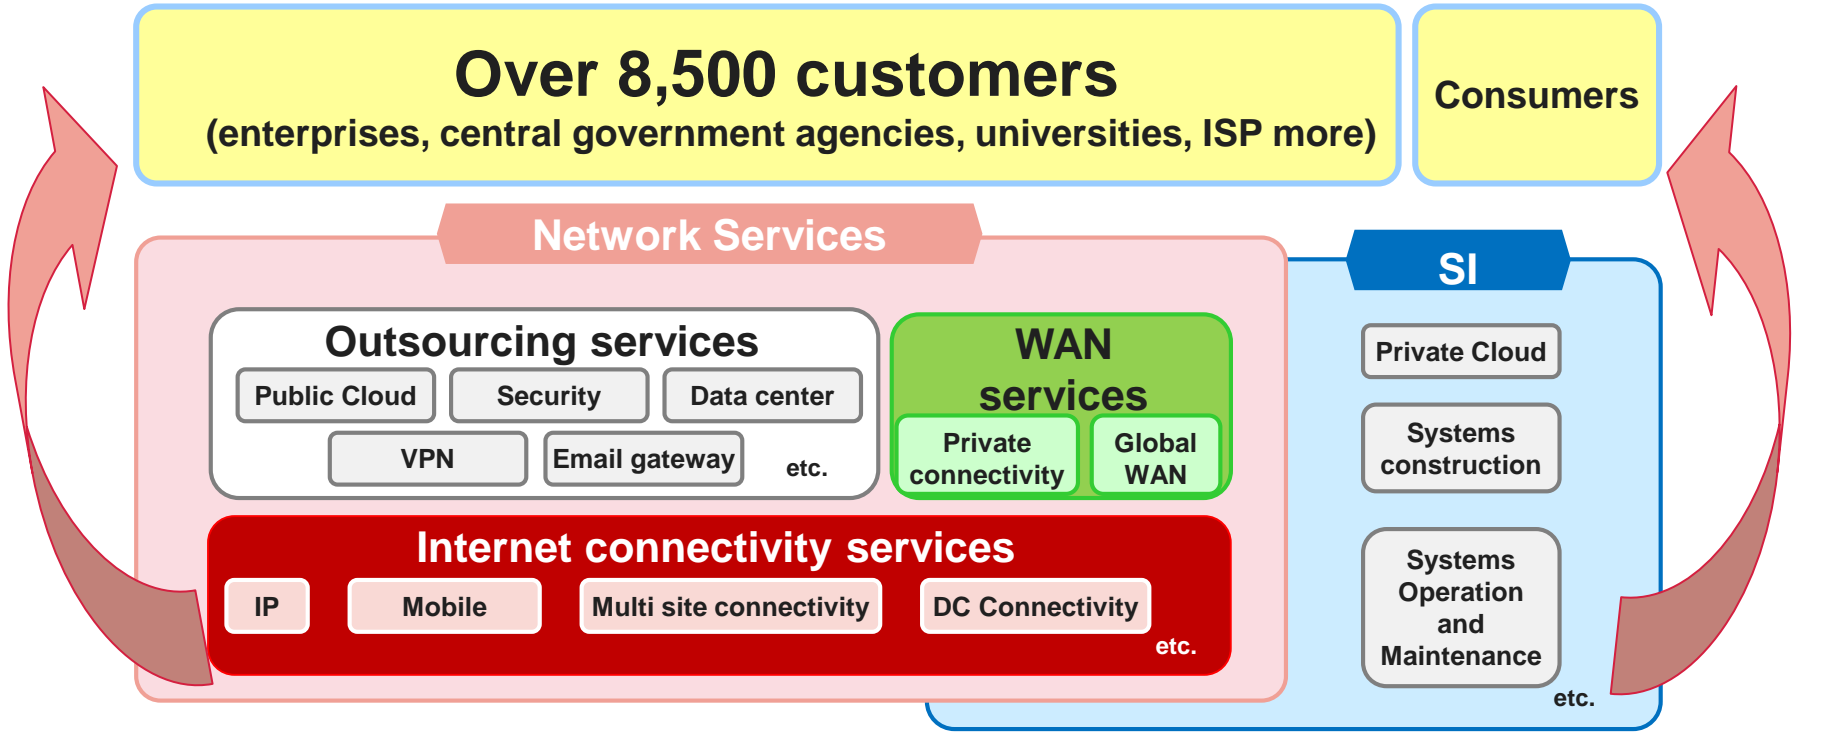 Over 8,500 customers
(enterprises, central government agencies, universities, ISP more)
Consumers
Network Services
SI
Outsourcing services
Public Cloud
Security
Data center
VPN
Email gateway
etc.
WAN
services
Private
connectivity
Global
WAN
Internet connectivity services
IP
Mobile
Multi site connectivity
DC Connectivity
etc.
Private Cloud
Systems
construction
Systems
Operation
and
Maintenance
etc.